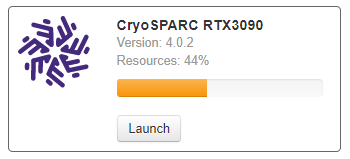 CryoSPARC RTX3090
Version: 4.0.2
Resources: 44%
Launch